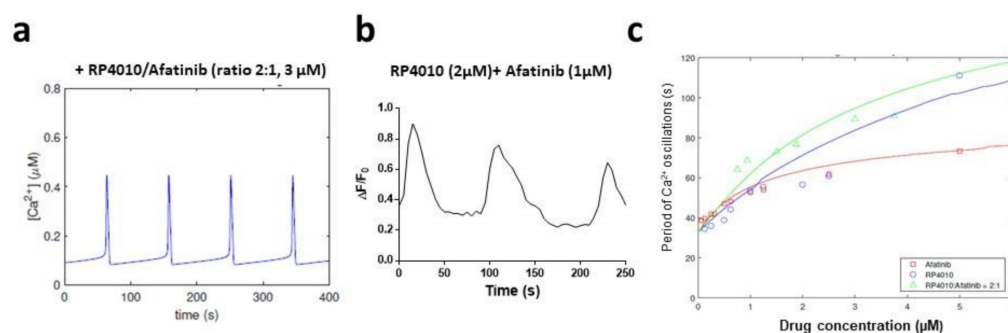 a
+ RP4010/Afatinib (ratio 2:1, 3 μM)
0.8
0.6
0.4
0.2
0
0
100
200
300
400
[Ca²⁺] (μM)
time (s)
b
RP4010 (2μM)+ Afatinib (1μM)
1.0
0.8
0.6
0.4
0.2
0.0
0
50
100
150
200
250
ΔF/F₀
Time (s)
c
120
100
80
60
40
20
0
0
1
2
3
4
5
Period of Ca²⁺ oscillations (s)
Drug concentration (μM)
Afatinib
RP4010
RP4010:Afatinib = 2:1